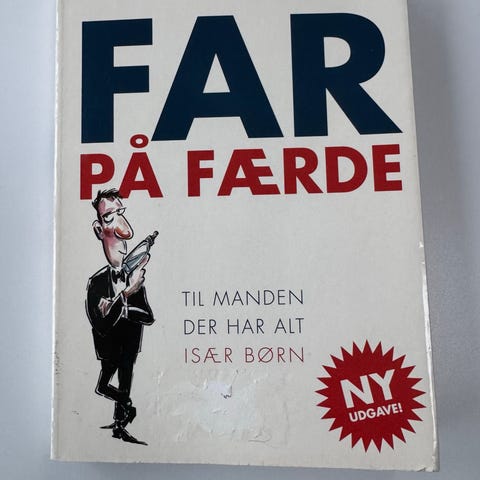 FAR
PÅ FÆRDE
TIL MANDEN
DER HAR ALT
ISÆR BØRN
NY
UDGAVE!